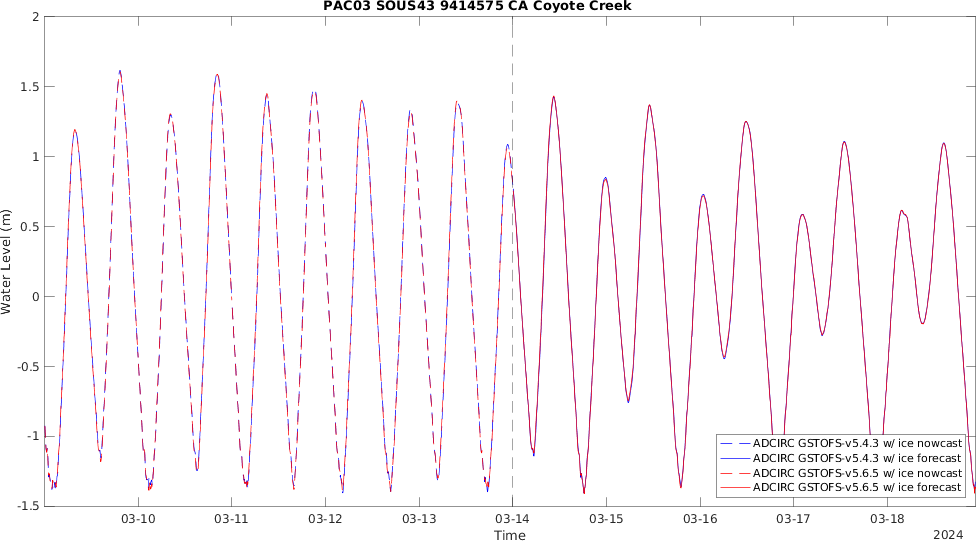 PAC03 SOUS43 9414575 CA Coyote Creek
2
1.5
1
0.5
0
-0.5
-1
-1.5
Water Level (m)
03-10 03-11 03-12 03-13 03-14 03-15 03-16 03-17 03-18
Time
2024
ADCIRC GSTOFS-v5.4.3 w/ ice nowcast
ADCIRC GSTOFS-v5.4.3 w/ ice forecast
ADCIRC GSTOFS-v5.6.5 w/ ice nowcast
ADCIRC GSTOFS-v5.6.5 w/ ice forecast